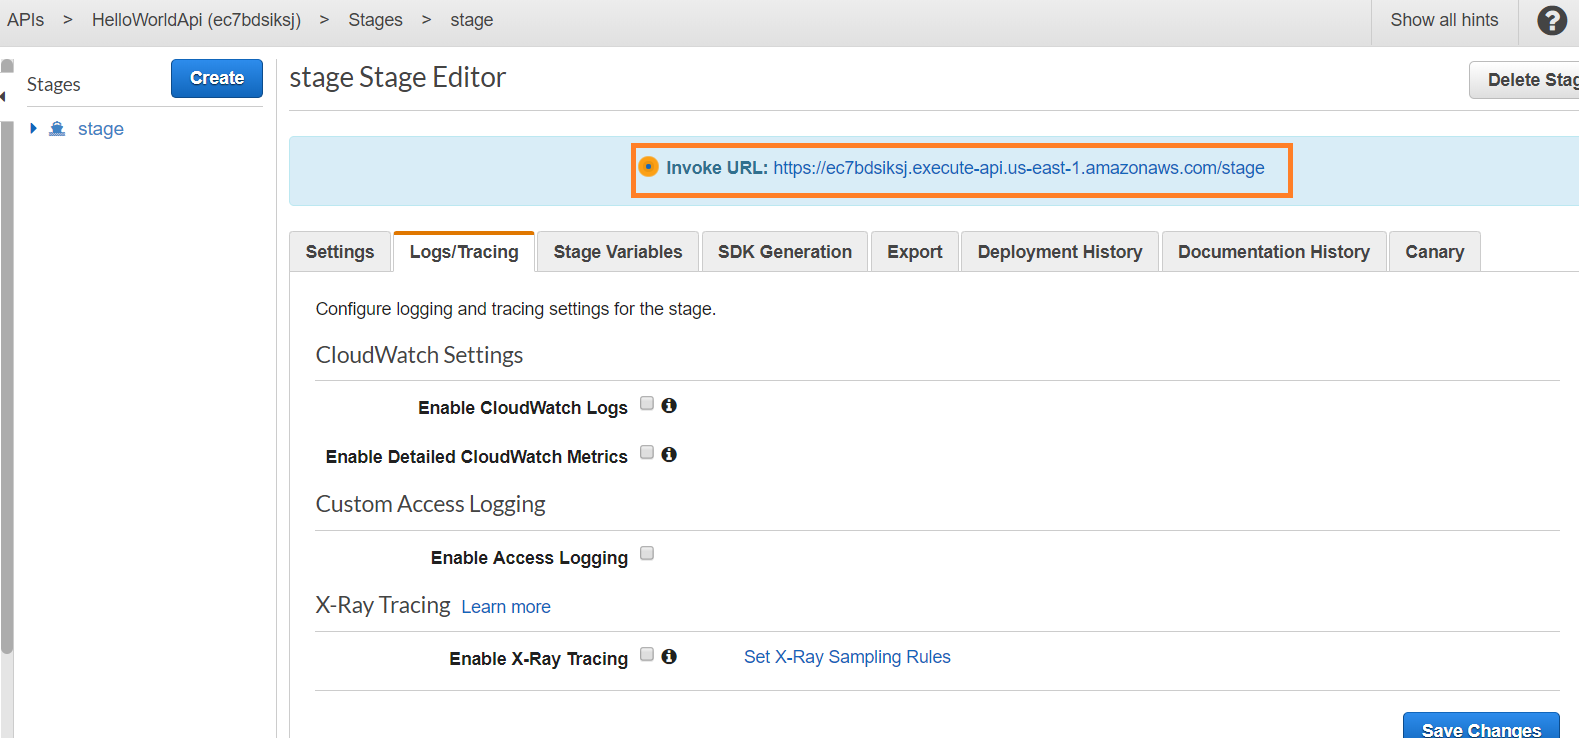 APIs > HelloWorldApi (ec7bdsiksj) > Stages > stage Show all hints ?
Stages Create
stage
stage Stage Editor Delete Stag
Invoke URL: https://ec7bdsiksj.execute-api.us-east-1.amazonaws.com/stage
Settings Logs/Tracing Stage Variables SDK Generation Export Deployment History Documentation History Canary
Configure logging and tracing settings for the stage.
CloudWatch Settings
Enable CloudWatch Logs
Enable Detailed CloudWatch Metrics
Custom Access Logging
Enable Access Logging
X-Ray Tracing Learn more
Enable X-Ray Tracing Set X-Ray Sampling Rules
Save Changes